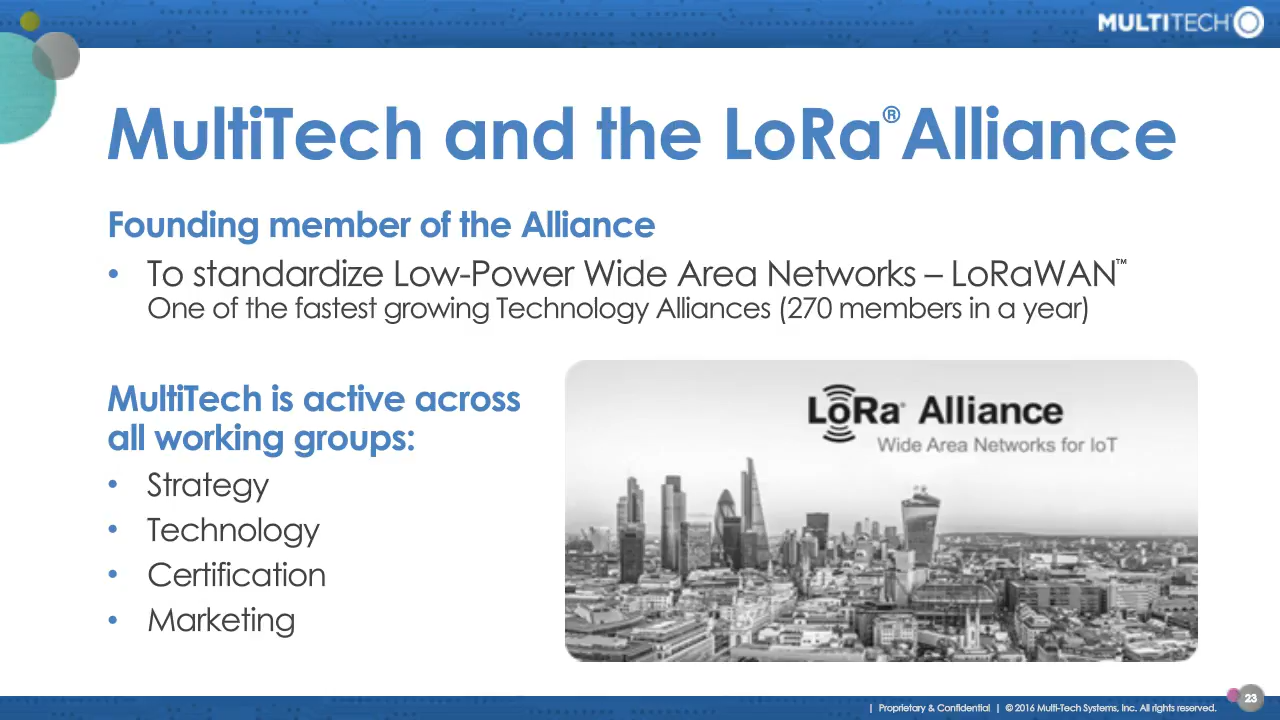 MULTITECH
MultiTech and the LoRa® Alliance
Founding member of the Alliance
• To standardize Low-Power Wide Area Networks – LoRaWAN™
One of the fastest growing Technology Alliances (270 members in a year)
MultiTech is active across
all working groups:
• Strategy
• Technology
• Certification
• Marketing
LoRa® Alliance
Wide Area Networks for IoT
| Proprietary & Confidential | © 2016 Multi-Tech Systems, Inc. All rights reserved.
23